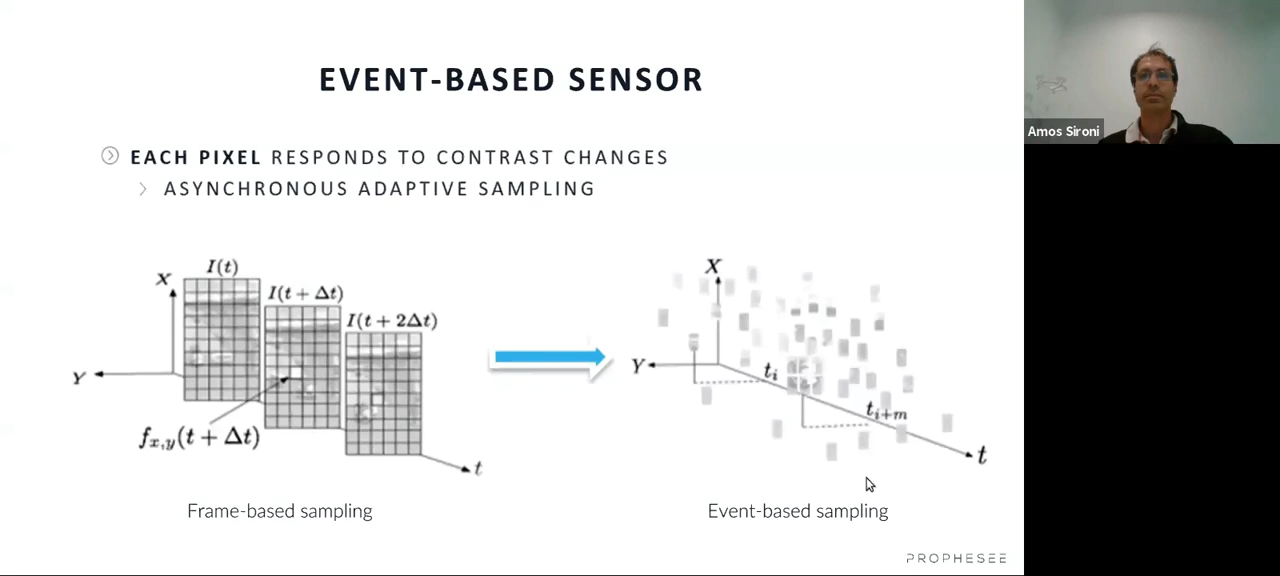 EVENT-BASED SENSOR
EACH PIXEL RESPONDS TO CONTRAST CHANGES
ASYNCHRONOUS ADAPTIVE SAMPLING
Amos Sironi
I(t)
X
I(t + Δt)
I(t + 2Δt)
Y
f_{x,y}(t + Δt)
t
Frame-based sampling
X
Y
t_i
t_{i+m}
t
Event-based sampling
PROPHESEE